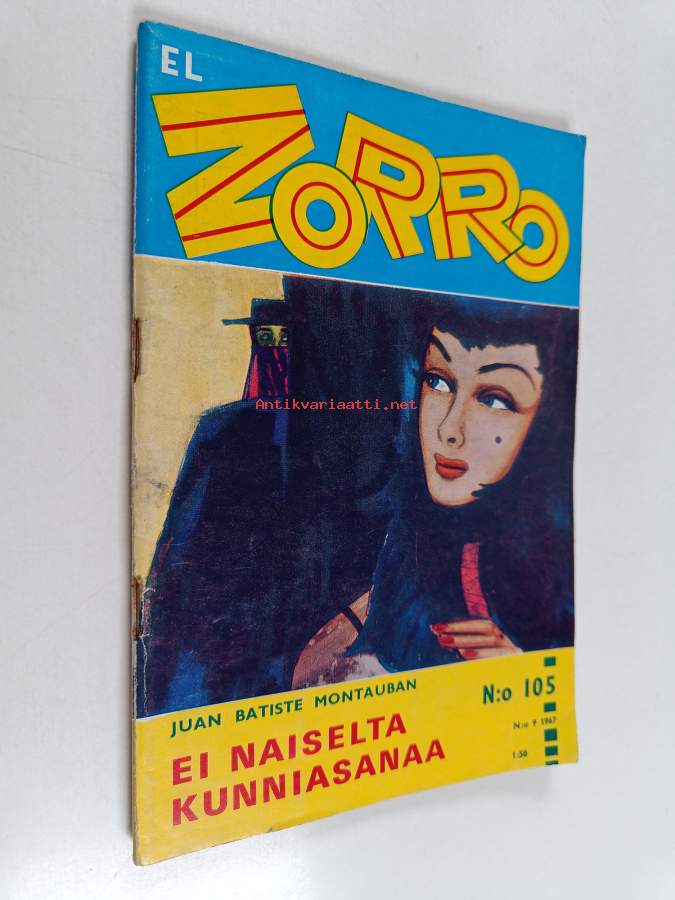 EL
ZORRO
Antikvariaatti.net
JUAN BATISTE MONTAUBAN
EI NAISELTA
KUNNIASANAA
N:o 105
N:o 9 1967
1:50